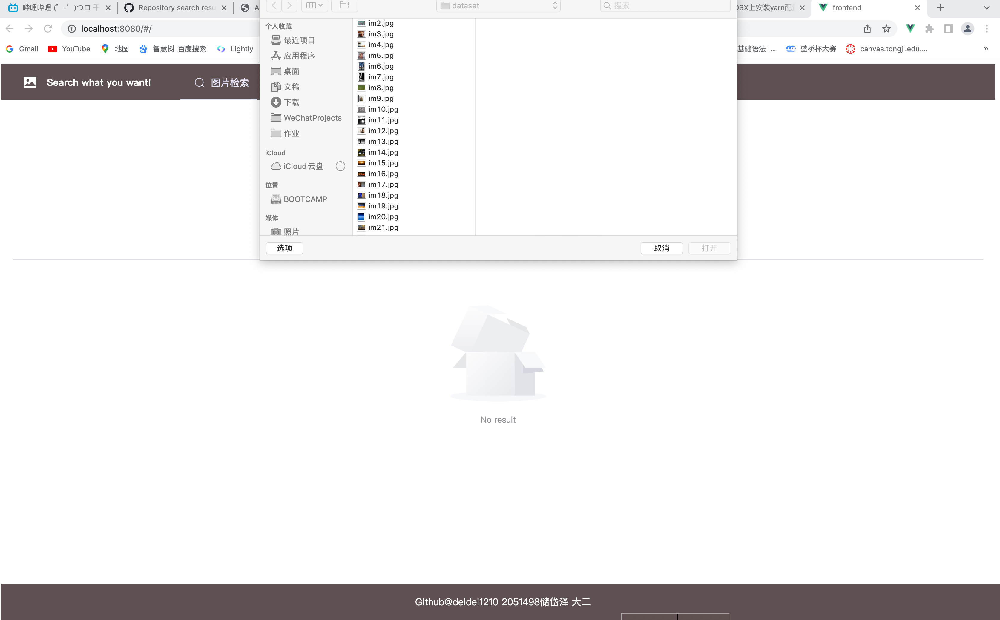 哔哩哔哩 (゜-゜)つロ 干
Repository search resu
A
dataset
搜索
OSX上安装yarn配置
frontend
localhost:8080/#/
Gmail
YouTube
地图
智慧树_百度搜索
Lightly
基础语法 |...
蓝桥杯大赛
canvas.tongji.edu....
»
Search what you want!
图片检索
个人收藏
最近项目
应用程序
桌面
文稿
下载
WeChatProjects
作业
iCloud
iCloud云盘
位置
BOOTCAMP
媒体
照片
im2.jpg
im3.jpg
im4.jpg
im5.jpg
im6.jpg
im7.jpg
im8.jpg
im9.jpg
im10.jpg
im11.jpg
im12.jpg
im13.jpg
im14.jpg
im15.jpg
im16.jpg
im17.jpg
im18.jpg
im19.jpg
im20.jpg
im21.jpg
选项
取消
打开
No result
Github@deidei1210 2051498储岱泽 大二